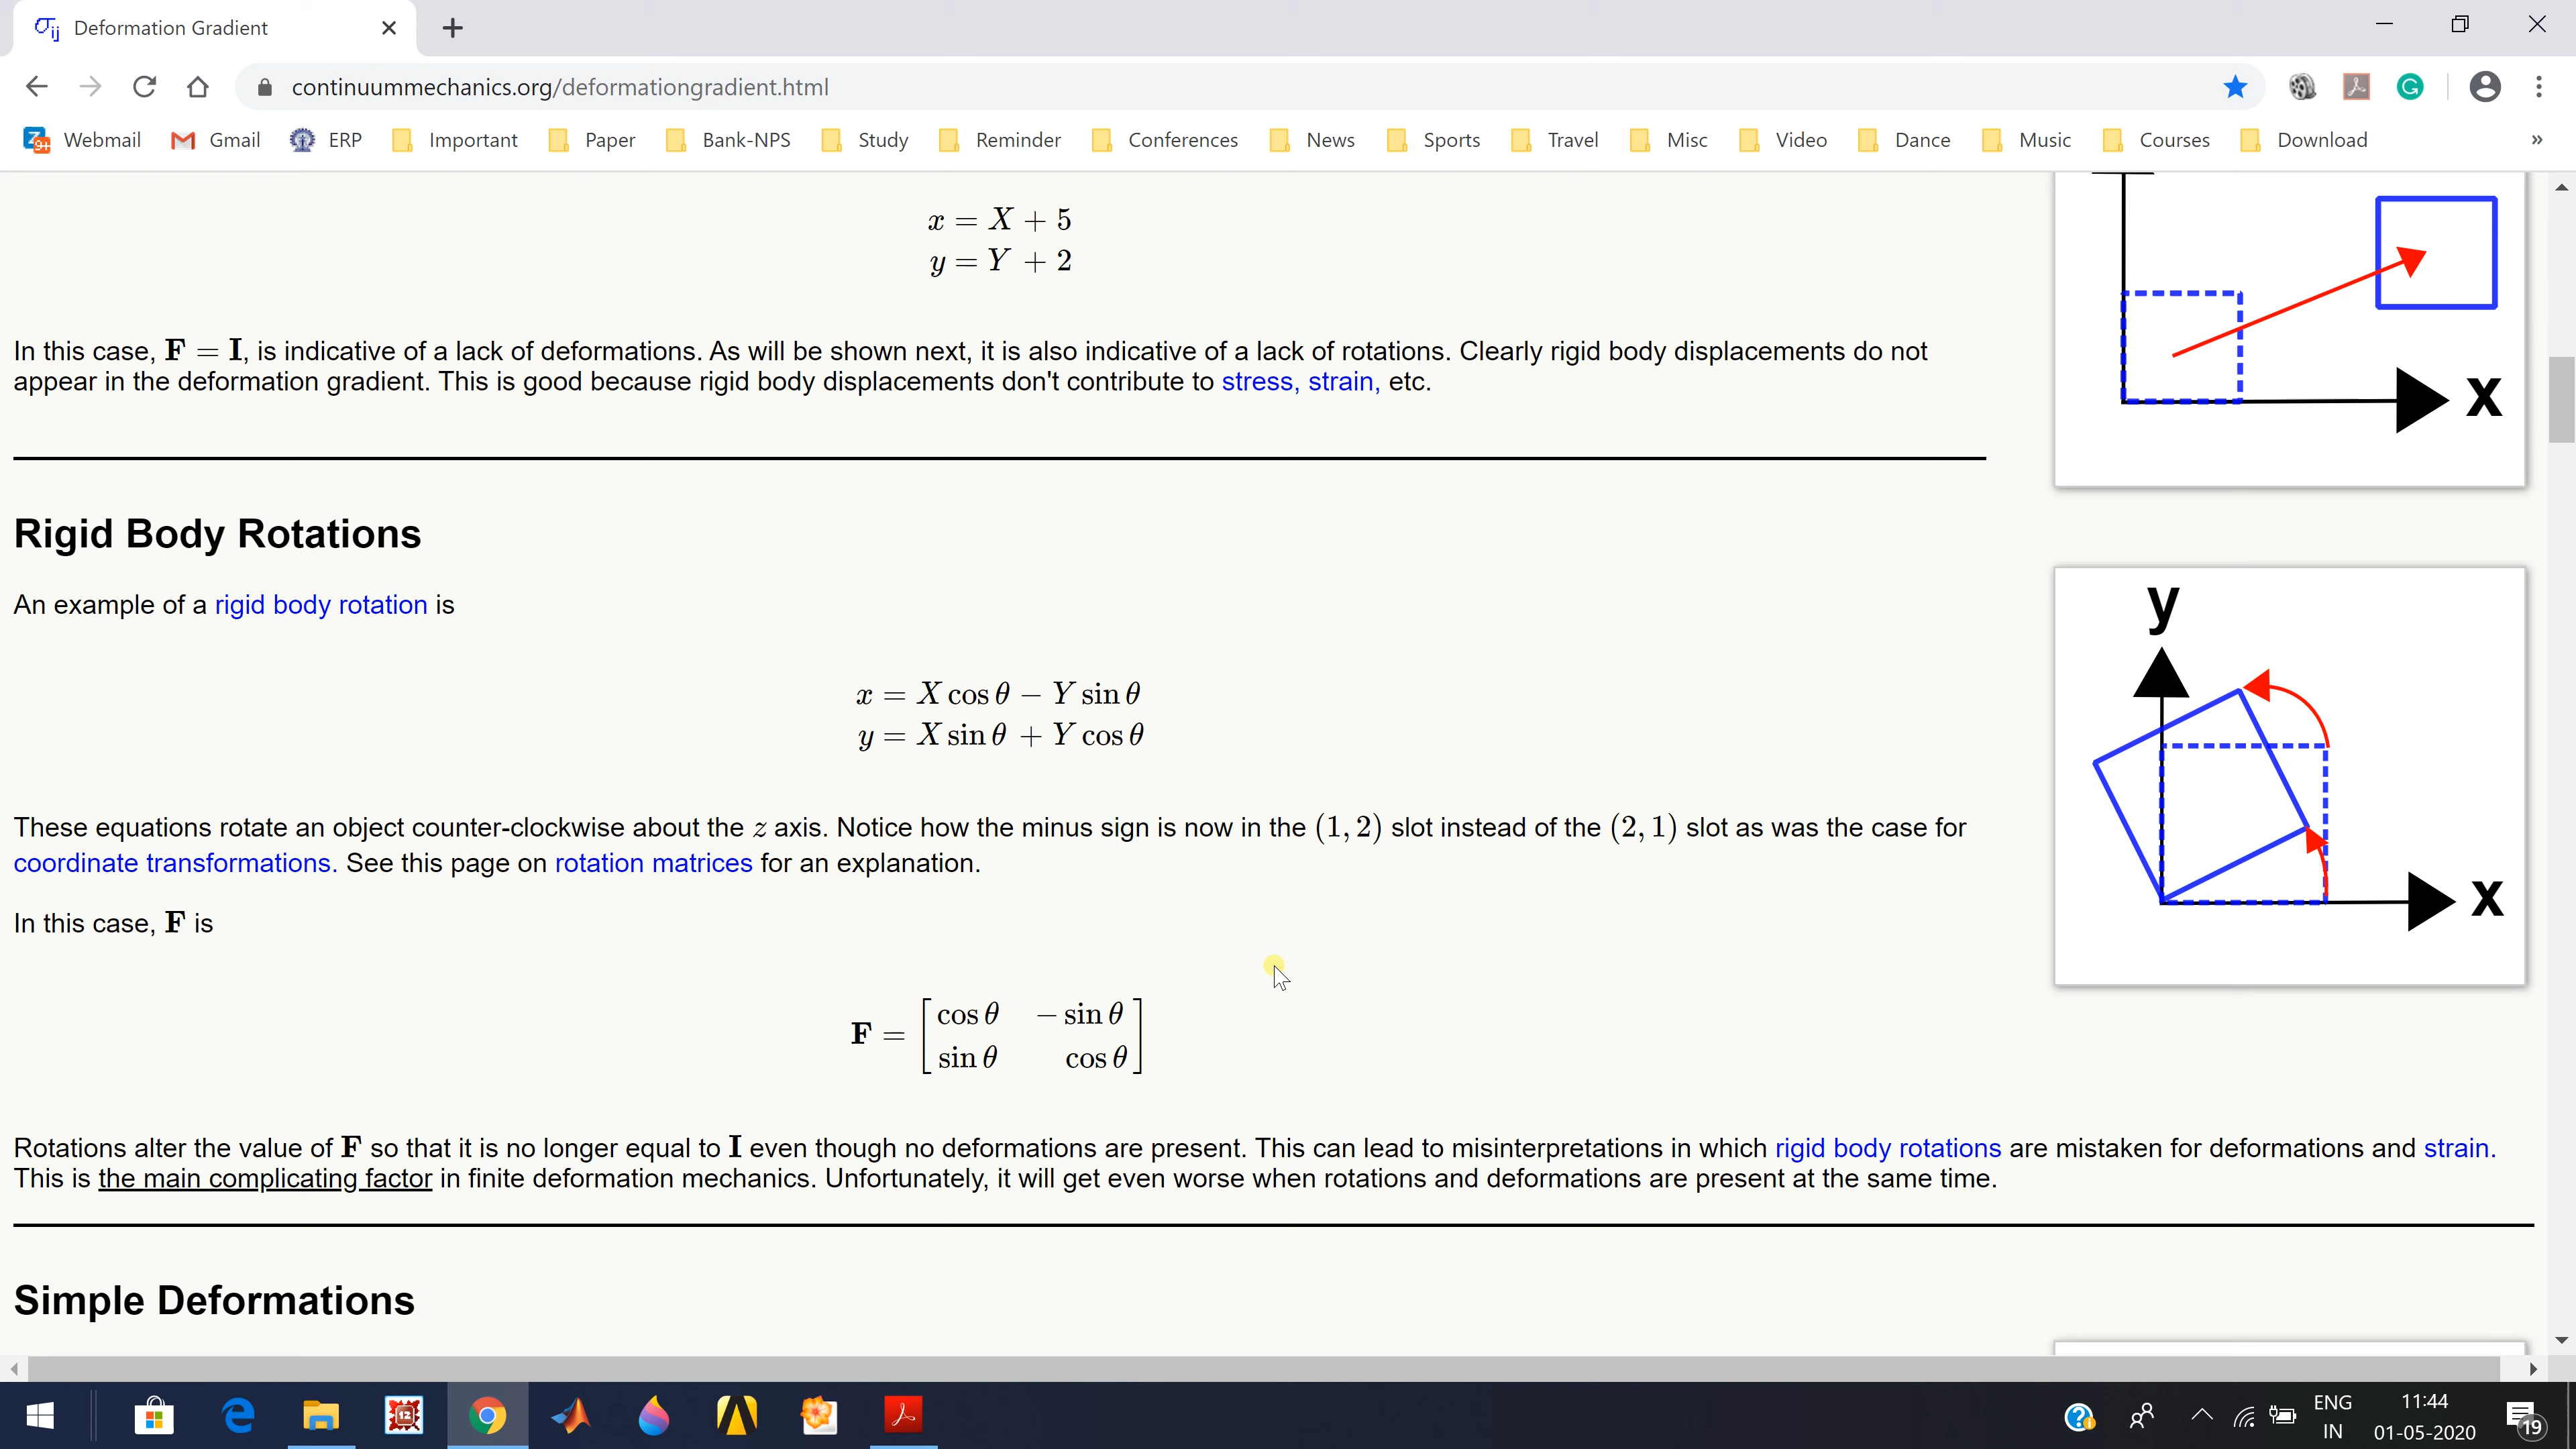 σij Deformation Gradient
continuummechanics.org/deformationgradient.html
Z 9+ Webmail Gmail ERP Important Paper Bank-NPS Study Reminder Conferences News Sports Travel Misc Video Dance Music Courses Download »
x = X + 5
y = Y + 2
In this case, F = I, is indicative of a lack of deformations. As will be shown next, it is also indicative of a lack of rotations. Clearly rigid body displacements do not
appear in the deformation gradient. This is good because rigid body displacements don't contribute to stress, strain, etc.
x
Rigid Body Rotations
An example of a rigid body rotation is
x = X cos θ − Y sin θ
y = X sin θ + Y cos θ
y
x
These equations rotate an object counter-clockwise about the z axis. Notice how the minus sign is now in the (1, 2) slot instead of the (2, 1) slot as was the case for
coordinate transformations. See this page on rotation matrices for an explanation.
In this case, F is
F = [ cos θ − sin θ
sin θ cos θ ]
Rotations alter the value of F so that it is no longer equal to I even though no deformations are present. This can lead to misinterpretations in which rigid body rotations are mistaken for deformations and strain.
This is the main complicating factor in finite deformation mechanics. Unfortunately, it will get even worse when rotations and deformations are present at the same time.
Simple Deformations
ENG 11:44
IN 01-05-2020 19